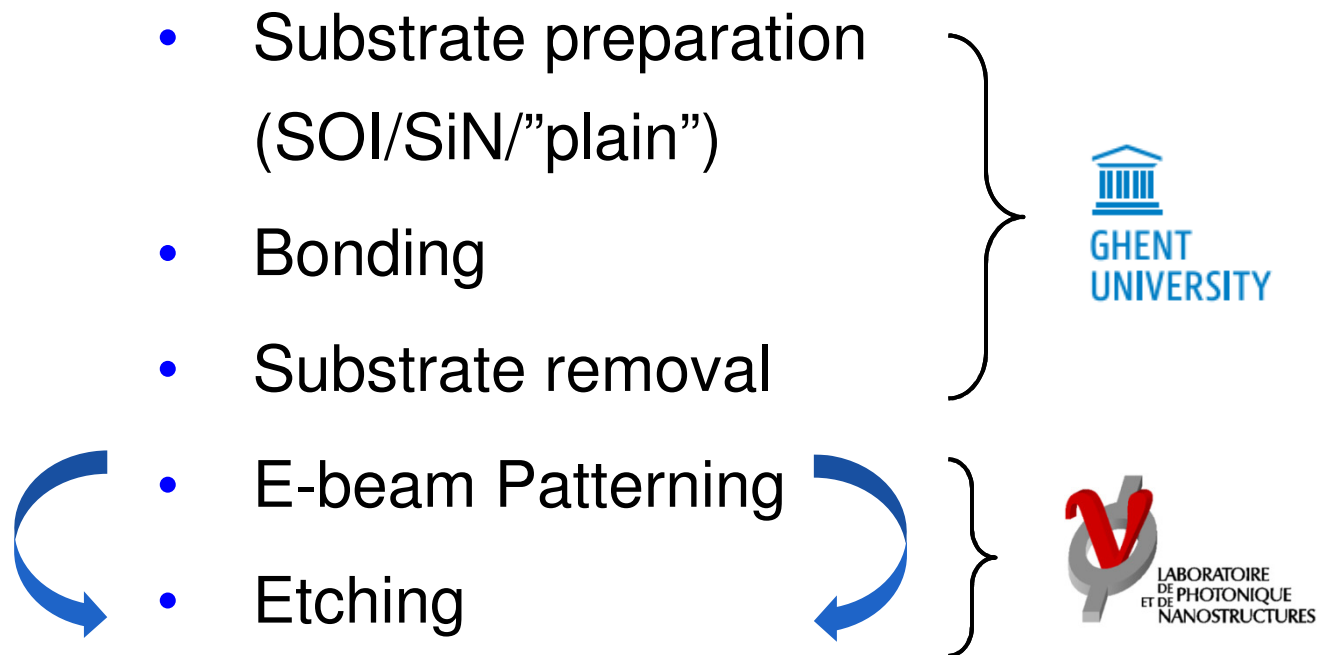 • Substrate preparation
(SOI/SiN/”plain”)
• Bonding
• Substrate removal
• E-beam Patterning
• Etching
GHENT
UNIVERSITY
LABORATOIRE
DE PHOTONIQUE
ET DE
NANOSTRUCTURES